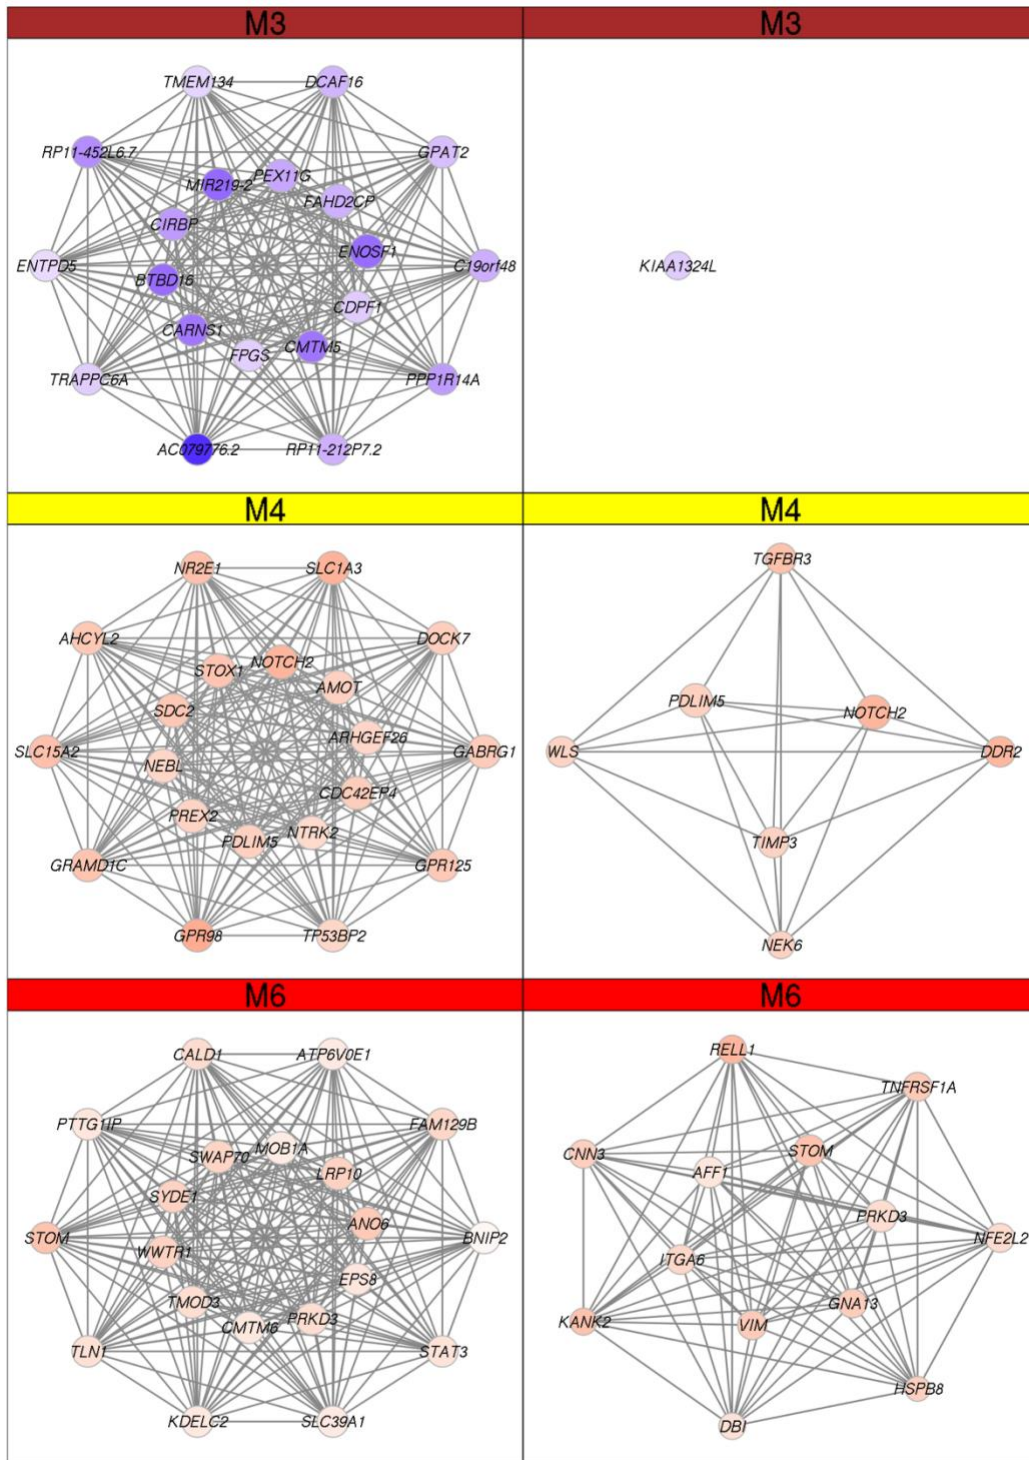 M3
M3
TMEM134
DCAF16
RP11-452L6.7
GPAT2
PEX11G
MIR219-2
FAHD2CP
CIRBP
ENOSF1
ENTPD5
C19orf48
KIAA1324L
BTBD16
CDPF1
CARNS1
CMTM5
FPGS
TRAPPC6A
PPP1R14A
AC079776.2
RP11-212P7.2
M4
M4
NR2E1
SLC1A3
TGFBR3
AHCYL2
DOCK7
NOTCH2
STOX1
AMOT
SDC2
PDLIM5
NOTCH2
ARHGEF26
SLC15A2
GABRG1
WLS
DDR2
NEBL
CDC42EP4
PREX2
NTRK2
PDLIM5
TIMP3
GRAMD1C
GPR125
GPR98
TP53BP2
NEK6
M6
M6
CALD1
ATP6V0E1
RELL1
TNFRSF1A
PTTG1IP
FAM129B
MOB1A
SWAP70
LRP10
CNN3
STOM
AFF1
SYDE1
ANO6
PRKD3
STOM
BNIP2
NFE2L2
WWTR1
EPS8
ITGA6
TMOD3
PRKD3
CMTM6
GNA13
KANK2
VIM
TLN1
STAT3
HSPB8
KDELC2
SLC39A1
DBI